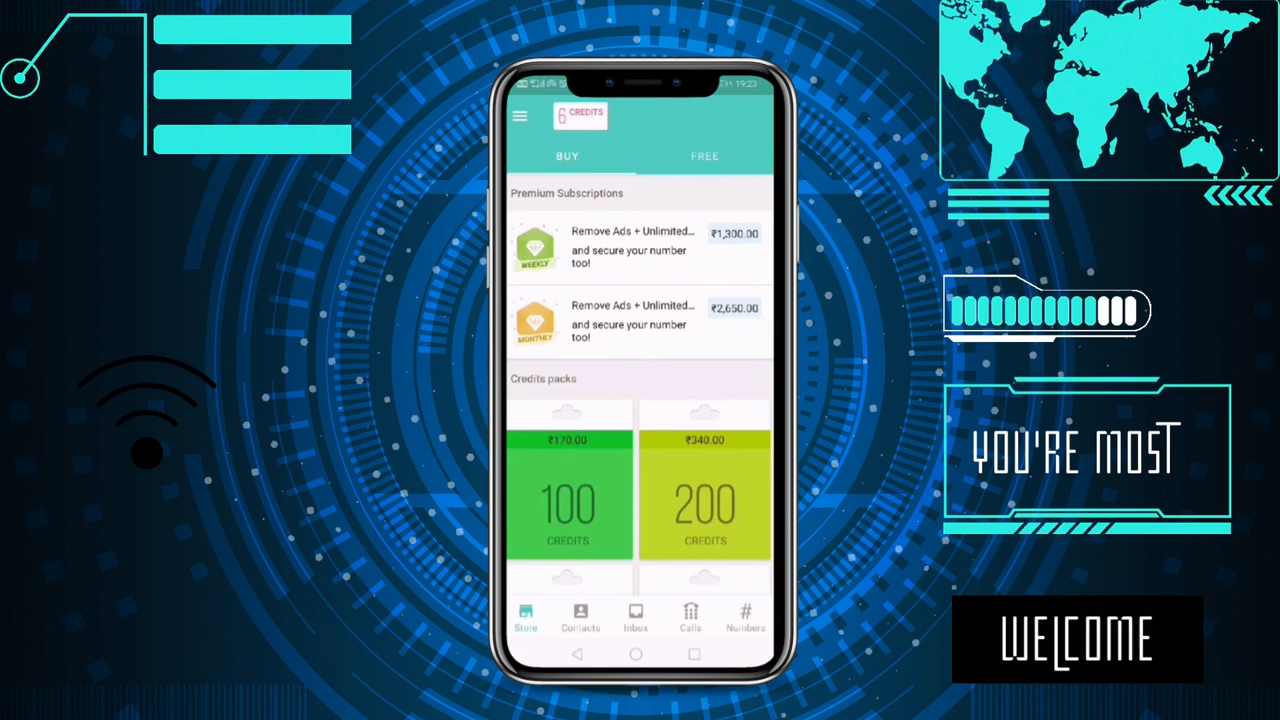 19:23
6 CREDITS
BUY FREE
Premium Subscriptions
Remove Ads + Unlimited... ₹1,300.00
and secure your number
too!
WEEKLY
Remove Ads + Unlimited... ₹2,650.00
and secure your number
too!
MONTHLY
Credits packs
₹170.00 ₹340.00
100 200
CREDITS CREDITS
Store Contacts Inbox Calls Numbers
YOU'RE MOST
WELCOME